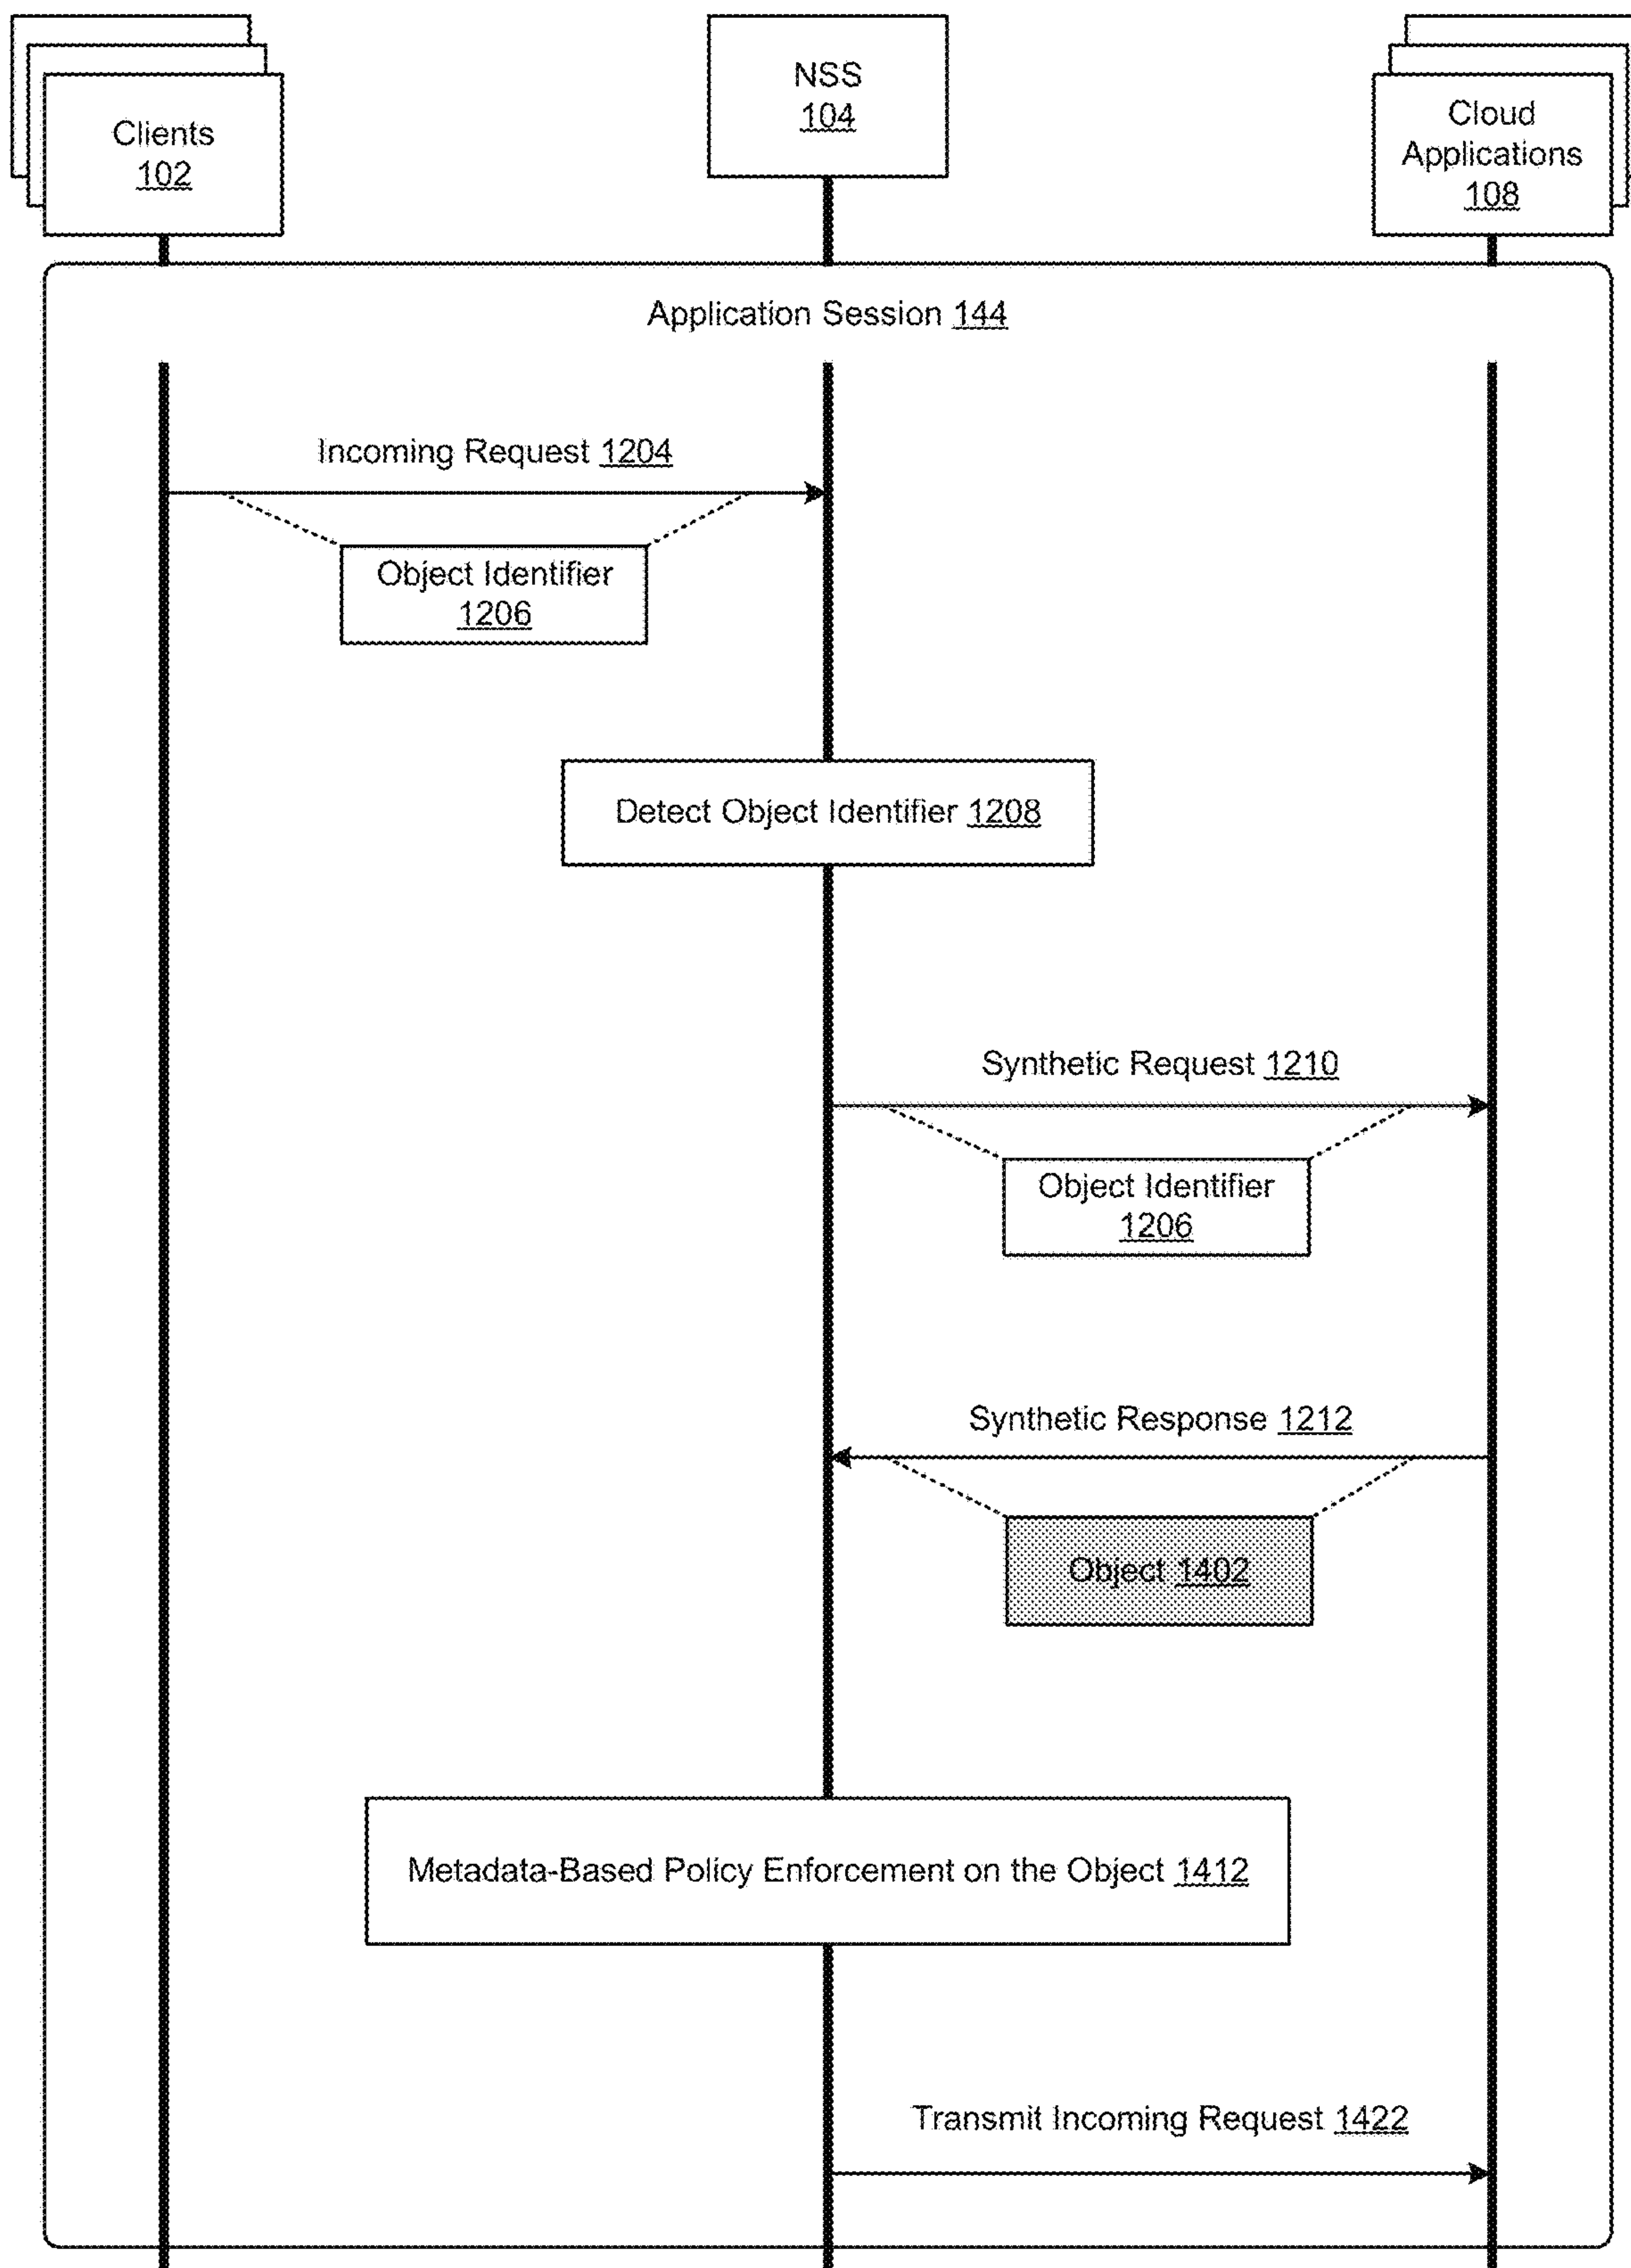 Clients
102
NSS
104
Cloud
Applications
108
Application Session 144
Incoming Request 1204
Object Identifier
1206
Detect Object Identifier 1208
Synthetic Request 1210
Object Identifier
1206
Synthetic Response 1212
Object 1402
Metadata-Based Policy Enforcement on the Object 1412
Transmit Incoming Request 1422